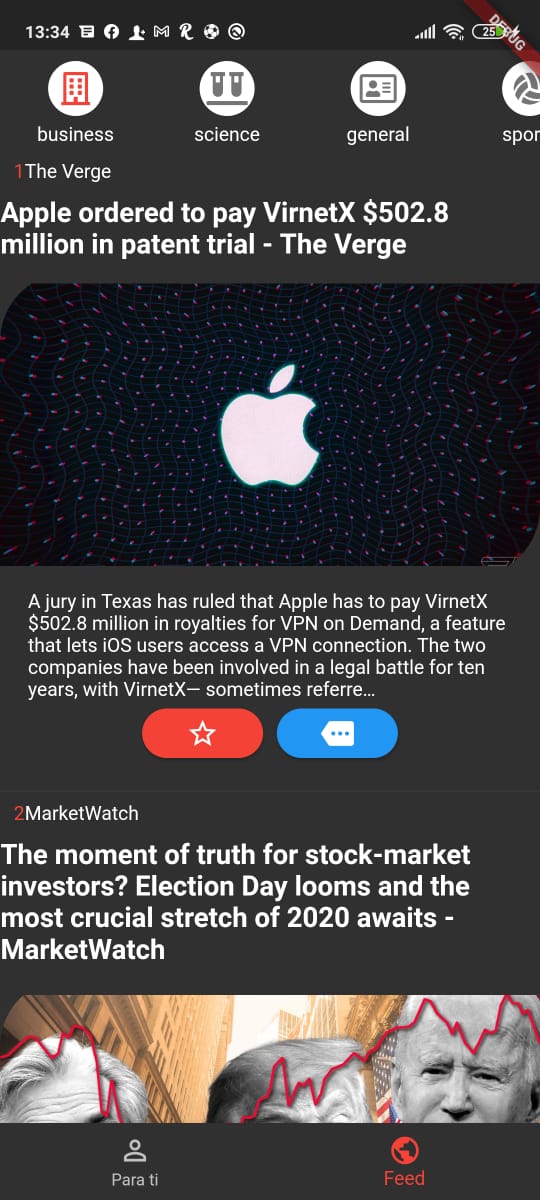 13:34
25
DEBUG
business
science
general
spor
1The Verge
Apple ordered to pay VirnetX $502.8
million in patent trial - The Verge
A jury in Texas has ruled that Apple has to pay VirnetX
$502.8 million in royalties for VPN on Demand, a feature
that lets iOS users access a VPN connection. The two
companies have been involved in a legal battle for ten
years, with VirnetX— sometimes referre…
2MarketWatch
The moment of truth for stock-market
investors? Election Day looms and the
most crucial stretch of 2020 awaits -
MarketWatch
Para ti
Feed